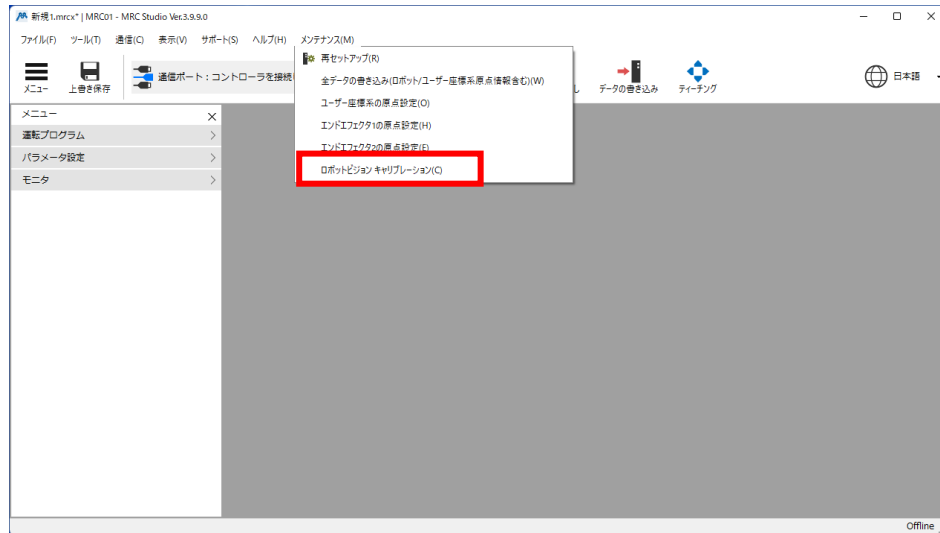 新規1.mrcx* | MRC01 - MRC Studio Ver.3.9.9.0
ファイル(F) ツール(T) 通信(C) 表示(V) サポート(S) ヘルプ(H) メンテナンス(M)
メニュー
上書き保存
通信ポート : コントローラを接続
再セットアップ(R)
全データの書き込み(ロボット/ユーザー座標系原点情報含む)(W)
ユーザー座標系の原点設定(O)
エンドエフェクタ1の原点設定(H)
エンドエフェクタ2の原点設定(E)
ロボットビジョン キャリブレーション(C)
し
データの書き込み
ティーチング
日本語
メニュー
運転プログラム
パラメータ設定
モニタ
Offline